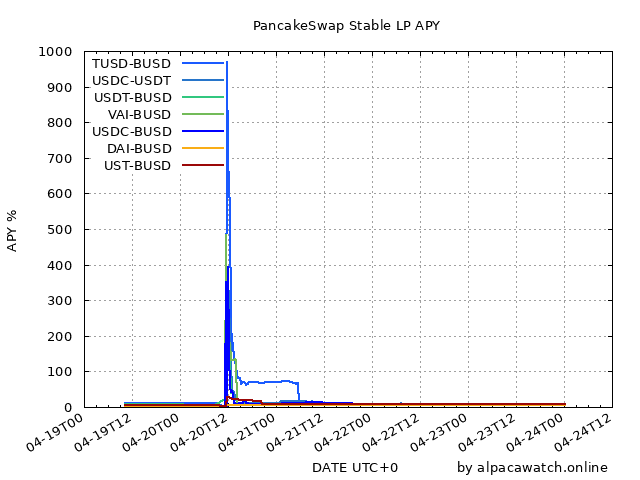 PancakeSwap Stable LP APY
1000
900
800
700
600
500
400
300
200
100
0
APY %
TUSD-BUSD
USDC-USDT
USDT-BUSD
VAI-BUSD
USDC-BUSD
DAI-BUSD
UST-BUSD
04-19T00
04-19T12
04-20T00
04-20T12
04-21T00
04-21T12
04-22T00
04-22T12
04-23T00
04-23T12
04-24T00
04-24T12
DATE UTC+0
by alpacawatch.online